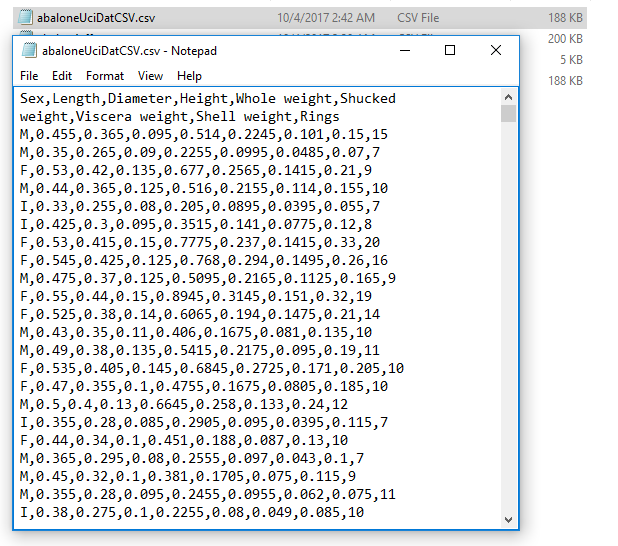 abaloneUciDatCSV.csv 10/4/2017 2:42 AM CSV File 188 KB
200 KB
5 KB
188 KB
abaloneUciDatCSV.csv - Notepad
File Edit Format View Help
Sex,Length,Diameter,Height,Whole weight,Shucked
weight,Viscera weight,Shell weight,Rings
M,0.455,0.365,0.095,0.514,0.2245,0.101,0.15,15
M,0.35,0.265,0.09,0.2255,0.0995,0.0485,0.07,7
F,0.53,0.42,0.135,0.677,0.2565,0.1415,0.21,9
M,0.44,0.365,0.125,0.516,0.2155,0.114,0.155,10
I,0.33,0.255,0.08,0.205,0.0895,0.0395,0.055,7
I,0.425,0.3,0.095,0.3515,0.141,0.0775,0.12,8
F,0.53,0.415,0.15,0.7775,0.237,0.1415,0.33,20
F,0.545,0.425,0.125,0.768,0.294,0.1495,0.26,16
M,0.475,0.37,0.125,0.5095,0.2165,0.1125,0.165,9
F,0.55,0.44,0.15,0.8945,0.3145,0.151,0.32,19
F,0.525,0.38,0.14,0.6065,0.194,0.1475,0.21,14
M,0.43,0.35,0.11,0.406,0.1675,0.081,0.135,10
M,0.49,0.38,0.135,0.5415,0.2175,0.095,0.19,11
F,0.535,0.405,0.145,0.6845,0.2725,0.171,0.205,10
F,0.47,0.355,0.1,0.4755,0.1675,0.0805,0.185,10
M,0.5,0.4,0.13,0.6645,0.258,0.133,0.24,12
I,0.355,0.28,0.085,0.2905,0.095,0.0395,0.115,7
F,0.44,0.34,0.1,0.451,0.188,0.087,0.13,10
M,0.365,0.295,0.08,0.2555,0.097,0.043,0.1,7
M,0.45,0.32,0.1,0.381,0.1705,0.075,0.115,9
M,0.355,0.28,0.095,0.2455,0.0955,0.062,0.075,11
I,0.38,0.275,0.1,0.2255,0.08,0.049,0.085,10